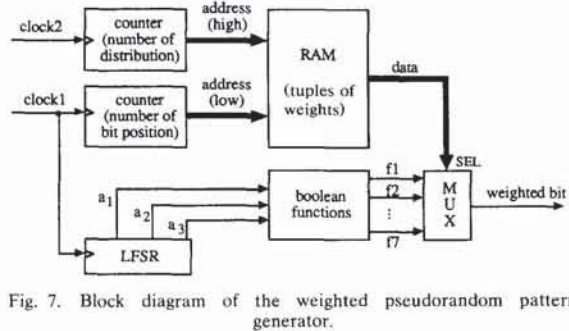 clock2
counter
(number of
distribution)
address
(high)
RAM
(tuples of
weights)
data
clock1
counter
(number of
bit position)
address
(low)
SEL
a1
a2
a3
boolean
functions
f1
f2
⋮
f7
M
U
X
weighted bit
LFSR
Fig. 7. Block diagram of the weighted pseudorandom pattern
generator.